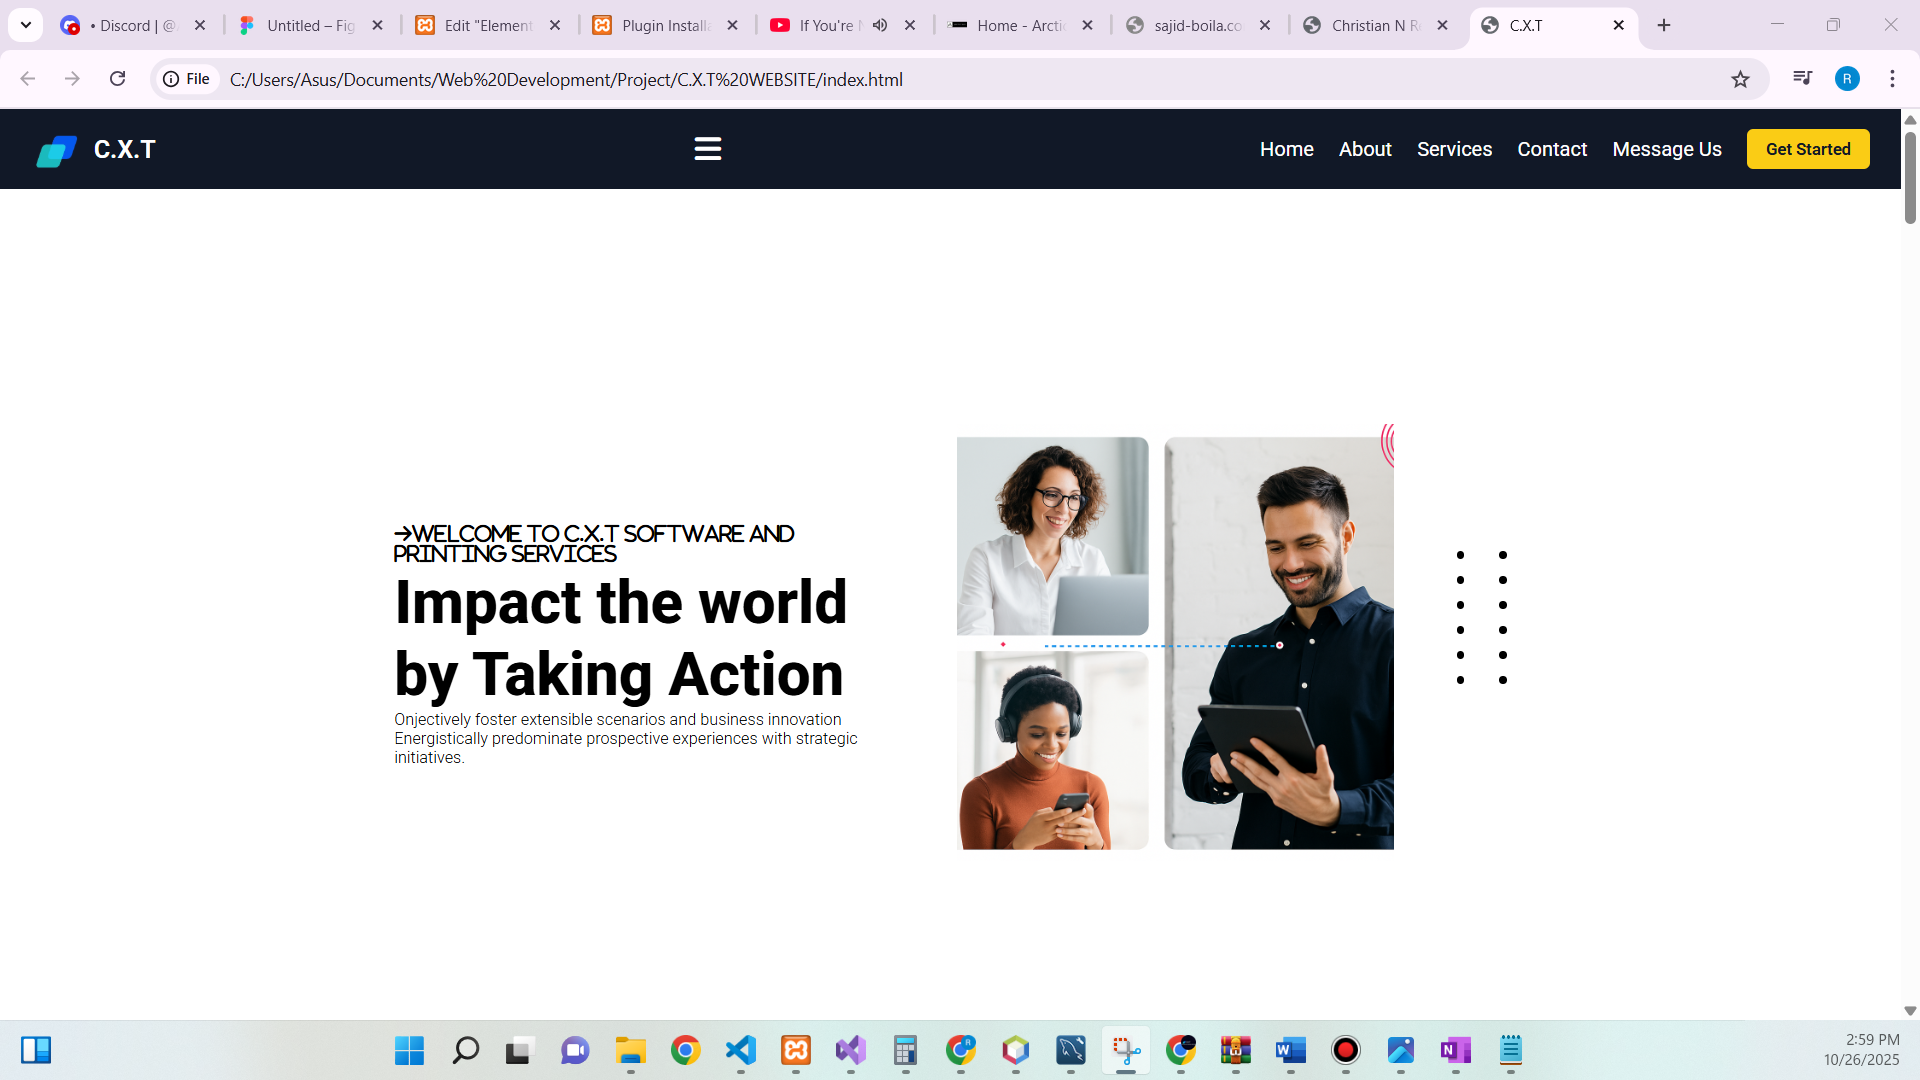 • Discord | @
Untitled – Fig
Edit "Element
Plugin Installa
If You're N
Home - Arctic
sajid-boila.co
Christian N Re
C.X.T
File
C:/Users/Asus/Documents/Web%20Development/Project/C.X.T%20WEBSITE/index.html
R
C.X.T
Home
About
Services
Contact
Message Us
Get Started
→WELCOME TO C.X.T SOFTWARE AND
PRINTING SERVICES
Impact the world
by Taking Action
Onjectively foster extensible scenarios and business innovation
Energistically predominate prospective experiences with strategic
initiatives.
2:59 PM
10/26/2025